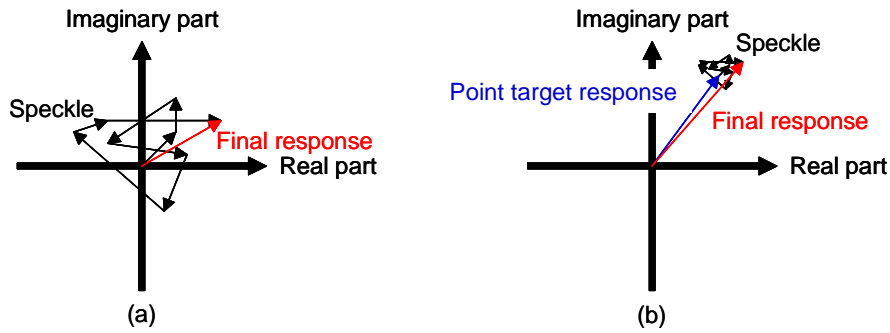 Imaginary part
Speckle
Final response
Real part
(a)
Imaginary part
Speckle
Point target response
Final response
Real part
(b)